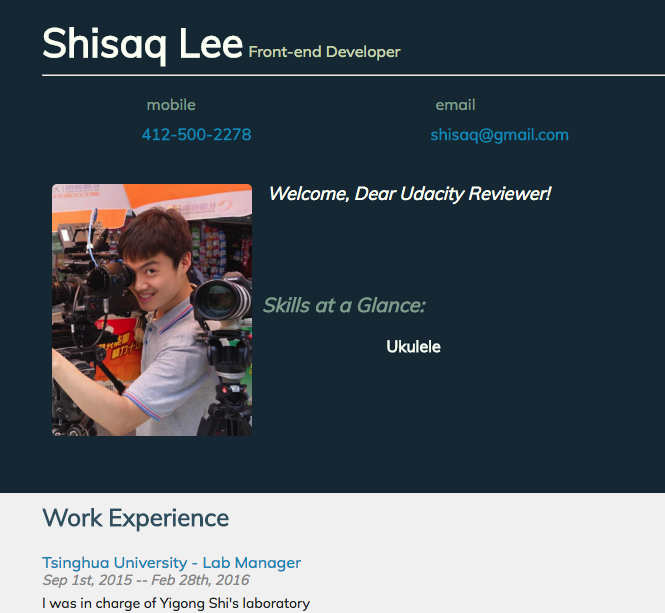 Shisaq Lee Front-end Developer
mobile
email
412-500-2278
shisaq@gmail.com
Welcome, Dear Udacity Reviewer!
Skills at a Glance:
Ukulele
Work Experience
Tsinghua University - Lab Manager
Sep 1st, 2015 -- Feb 28th, 2016
I was in charge of Yigong Shi's laboratory